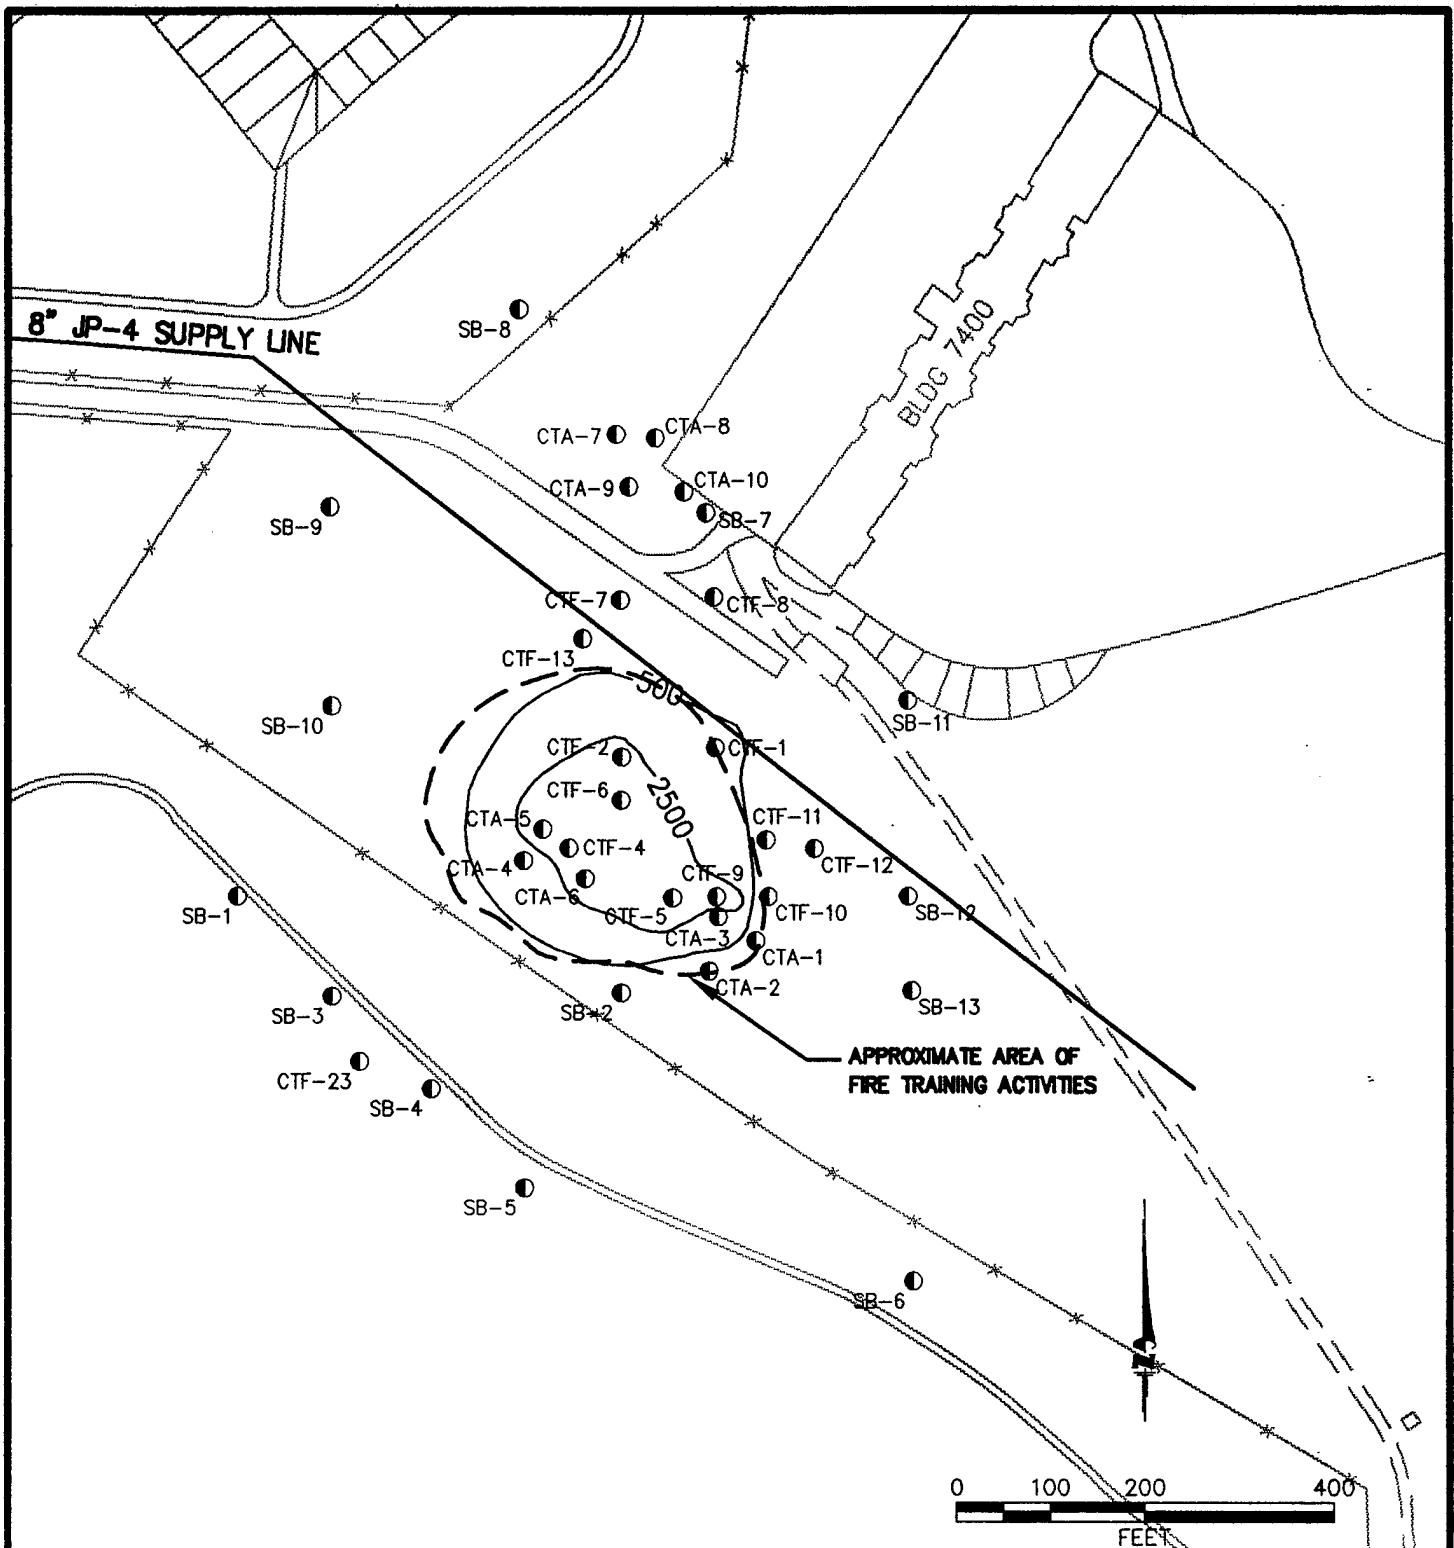 8" JP-4 SUPPLY LINE
SB-8
BLDG 7400
CTA-7
CTA-8
CTA-9
CTA-10
SB-7
SB-9
CTF-7
CTF-8
CTF-13
500
SB-10
SB-11
CTF-2
CTF-1
CTF-6
2500
CTA-5
CTF-11
CTF-4
CTF-12
CTA-4
CTF-9
CTA-6
CTF-5
CTF-10
SB-1
SB-12
CTA-3
CTA-1
CTA-2
SB-3
SB-2
SB-13
APPROXIMATE AREA OF
FIRE TRAINING ACTIVITIES
CTF-23
SB-4
SB-5
SB-6
N
0 100 200 400
FEET